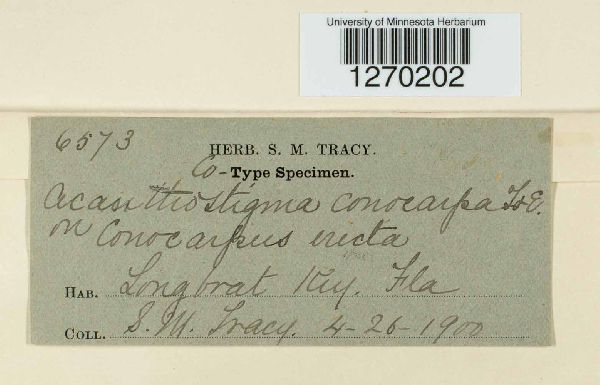 University of Minnesota Herbarium
1270202
6573
HERB. S. M. TRACY.
Co-Type Specimen.
Acanthostigma conocarpa T&E.
on Conocarpus erecta
HAB. Longboat Key. Fla
COLL. S. M. Tracy. 4-26-1900